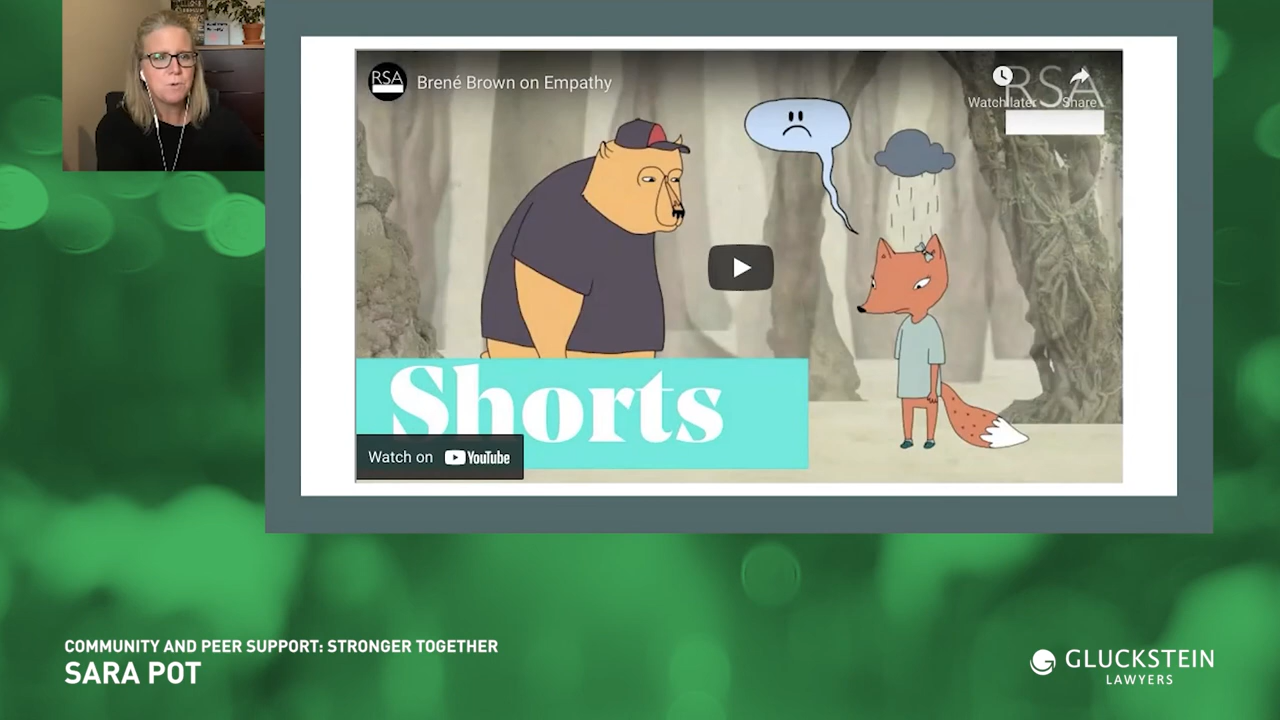 RSA
Brené Brown on Empathy
RSA
Watch later
Share
Shorts
Watch on YouTube
COMMUNITY AND PEER SUPPORT: STRONGER TOGETHER
SARA POT
GLUCKSTEIN
LAWYERS